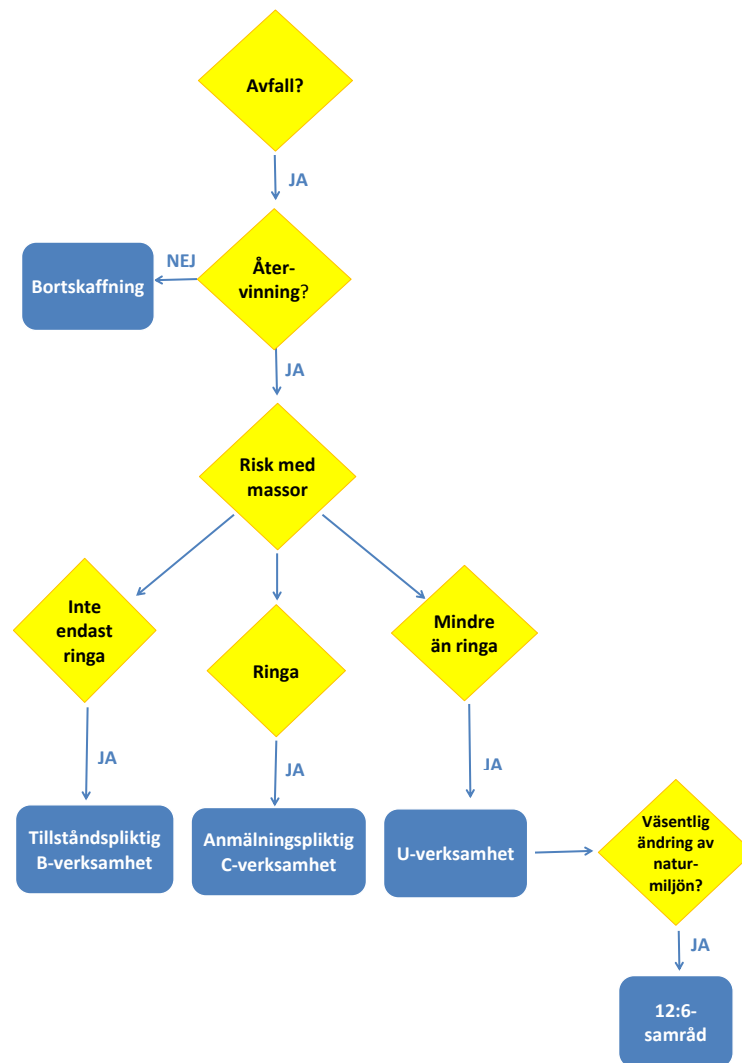 Avfall?
JA
NEJ
Bortskaffning
Åter-
vinning?
JA
Risk med
massor
Inte
endast
ringa
Ringa
Mindre
än ringa
JA
JA
JA
Tillståndspliktig
B-verksamhet
Anmälningspliktig
C-verksamhet
U-verksamhet
Väsentlig
ändring av
natur-
miljön?
JA
12:6-
samråd